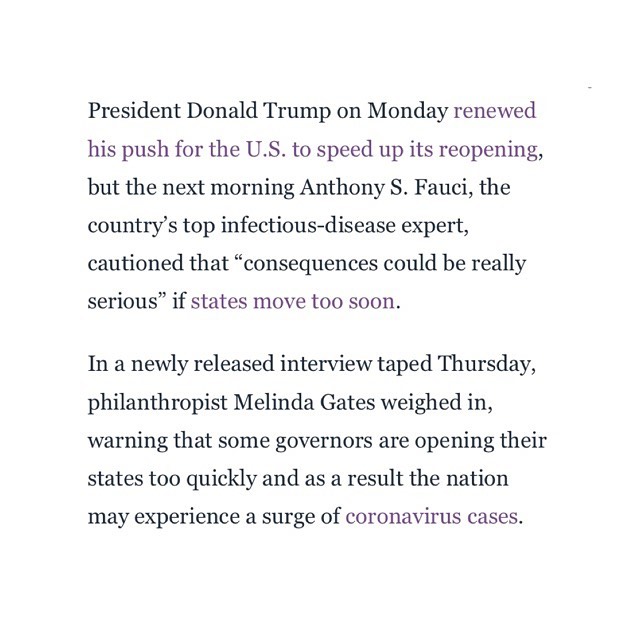 President Donald Trump on Monday renewed
his push for the U.S. to speed up its reopening,
but the next morning Anthony S. Fauci, the
country’s top infectious-disease expert,
cautioned that “consequences could be really
serious” if states move too soon.
In a newly released interview taped Thursday,
philanthropist Melinda Gates weighed in,
warning that some governors are opening their
states too quickly and as a result the nation
may experience a surge of coronavirus cases.